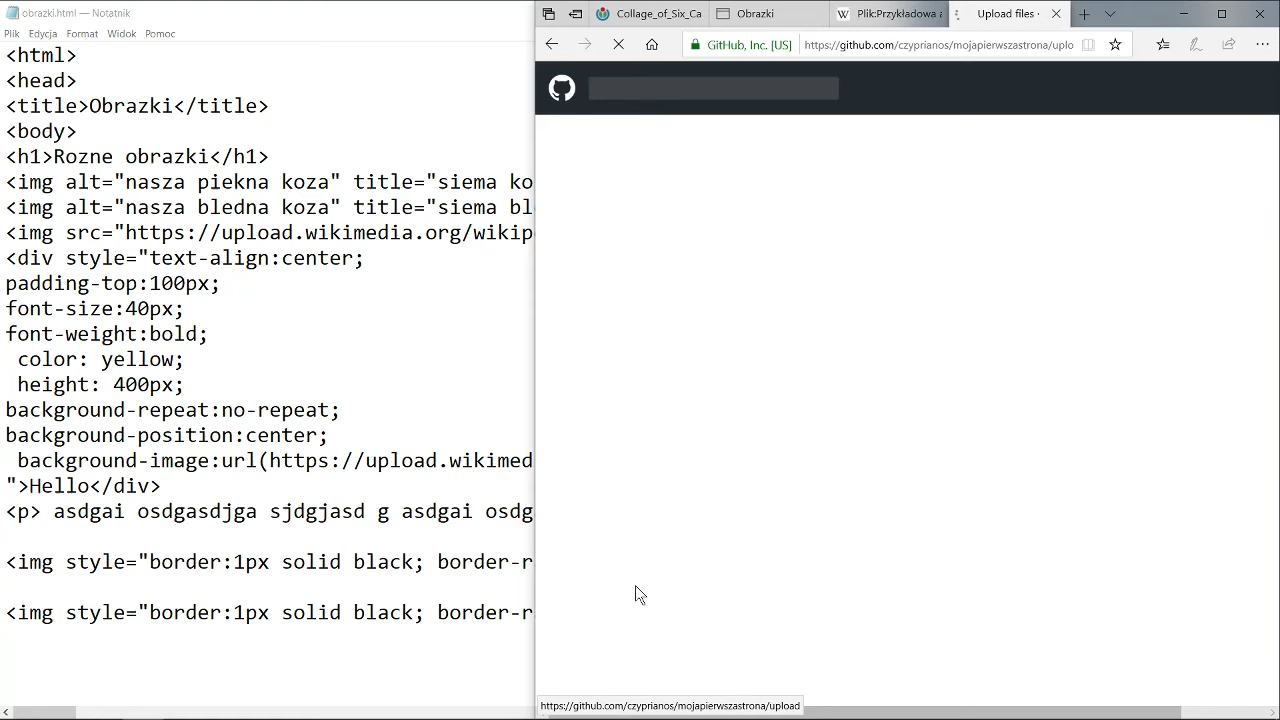 obrazki.html — Notatnik
Plik Edycja Format Widok Pomoc
<html>
<head>
<title>Obrazki</title>
<body>
<h1>Rozne obrazki</h1>
<img alt="nasza piekna koza" title="siema ko
<img alt="nasza bledna koza" title="siema bl
<img src="https://upload.wikimedia.org/wikip
<div style="text-align:center;
padding-top:100px;
font-size:40px;
font-weight:bold;
color: yellow;
height: 400px;
background-repeat:no-repeat;
background-position:center;
background-image:url(https://upload.wikimed
">Hello</div>
<p> asdgai osdgasdjga sjdgjasd g asdgai osdg
<img style="border:1px solid black; border-r
<img style="border:1px solid black; border-r
Collage_of_Six_Ca Obrazki Plik:Przykładowa a Upload files ·
GitHub, Inc. [US] https://github.com/czyprianos/mojapierwszastrona/uplo
https://github.com/czyprianos/mojapierwszastrona/upload